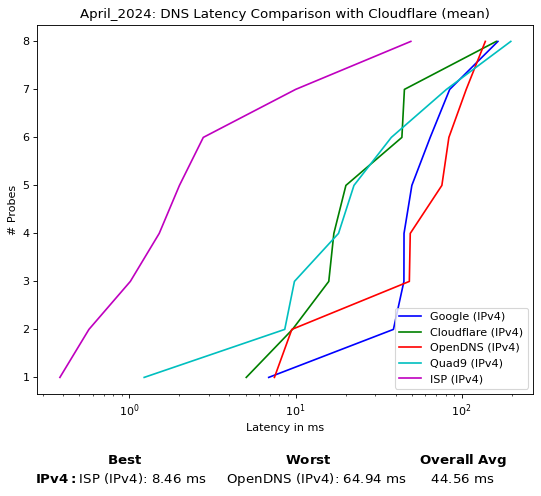 April_2024: DNS Latency Comparison with Cloudflare (mean)
8
7
6
5
4
3
2
1
# Probes
Google (IPv4)
Cloudflare (IPv4)
OpenDNS (IPv4)
Quad9 (IPv4)
ISP (IPv4)
10⁰ 10¹ 10²
Latency in ms
Best Worst Overall Avg
IPv4: ISP (IPv4): 8.46 ms OpenDNS (IPv4): 64.94 ms 44.56 ms